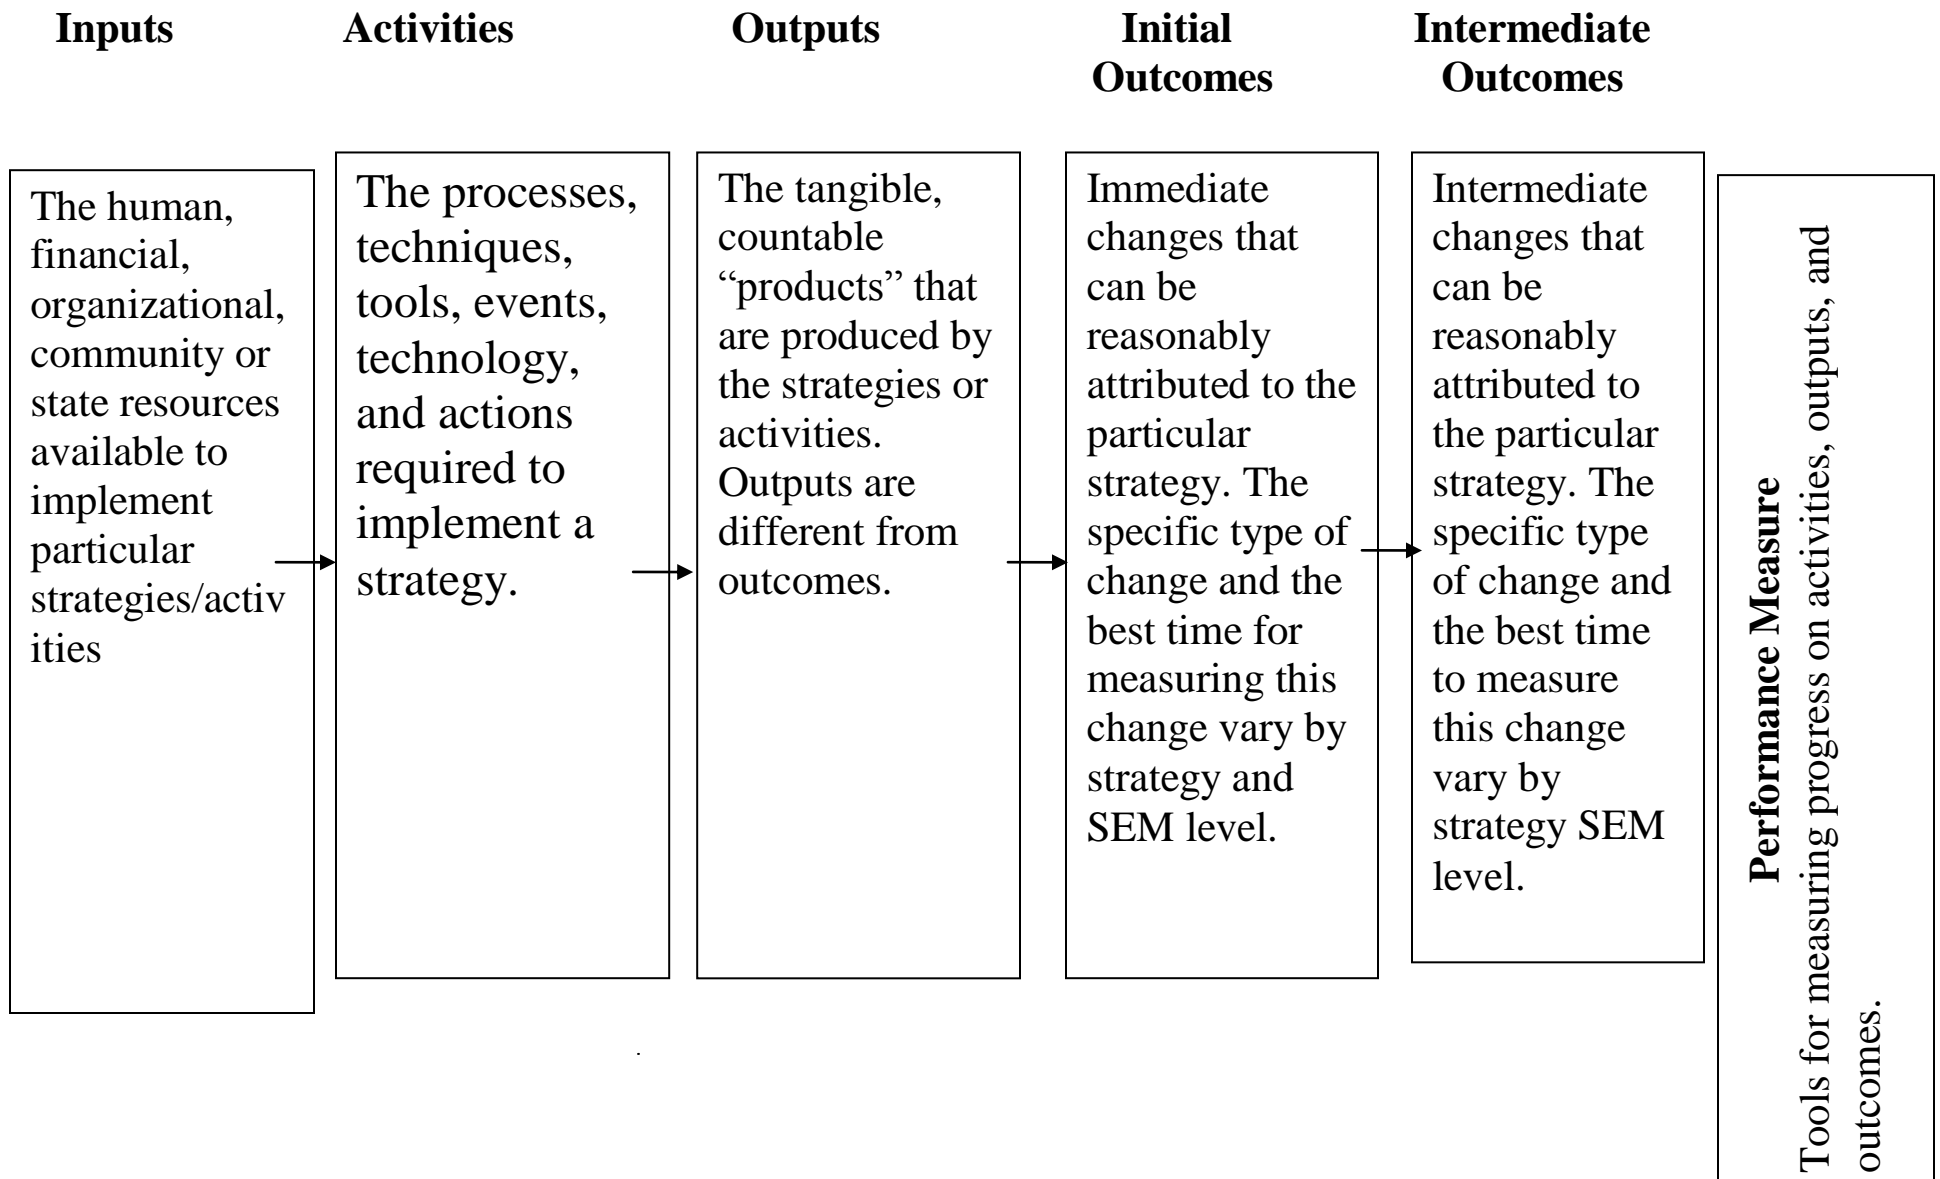 Inputs
Activities
Outputs
Initial
Outcomes
Intermediate
Outcomes
The human,
financial,
organizational,
community or
state resources
available to
implement
particular
strategies/activ
ities
The processes,
techniques,
tools, events,
technology,
and actions
required to
implement a
strategy.
The tangible,
countable
“products” that
are produced by
the strategies or
activities.
Outputs are
different from
outcomes.
Immediate
changes that
can be
reasonably
attributed to the
particular
strategy. The
specific type of
change and the
best time for
measuring this
change vary by
strategy and
SEM level.
Intermediate
changes that
can be
reasonably
attributed to
the particular
strategy. The
specific type
of change and
the best time
to measure
this change
vary by
strategy SEM
level.
Performance Measure
Tools for measuring progress on activities, outputs, and
outcomes.
.